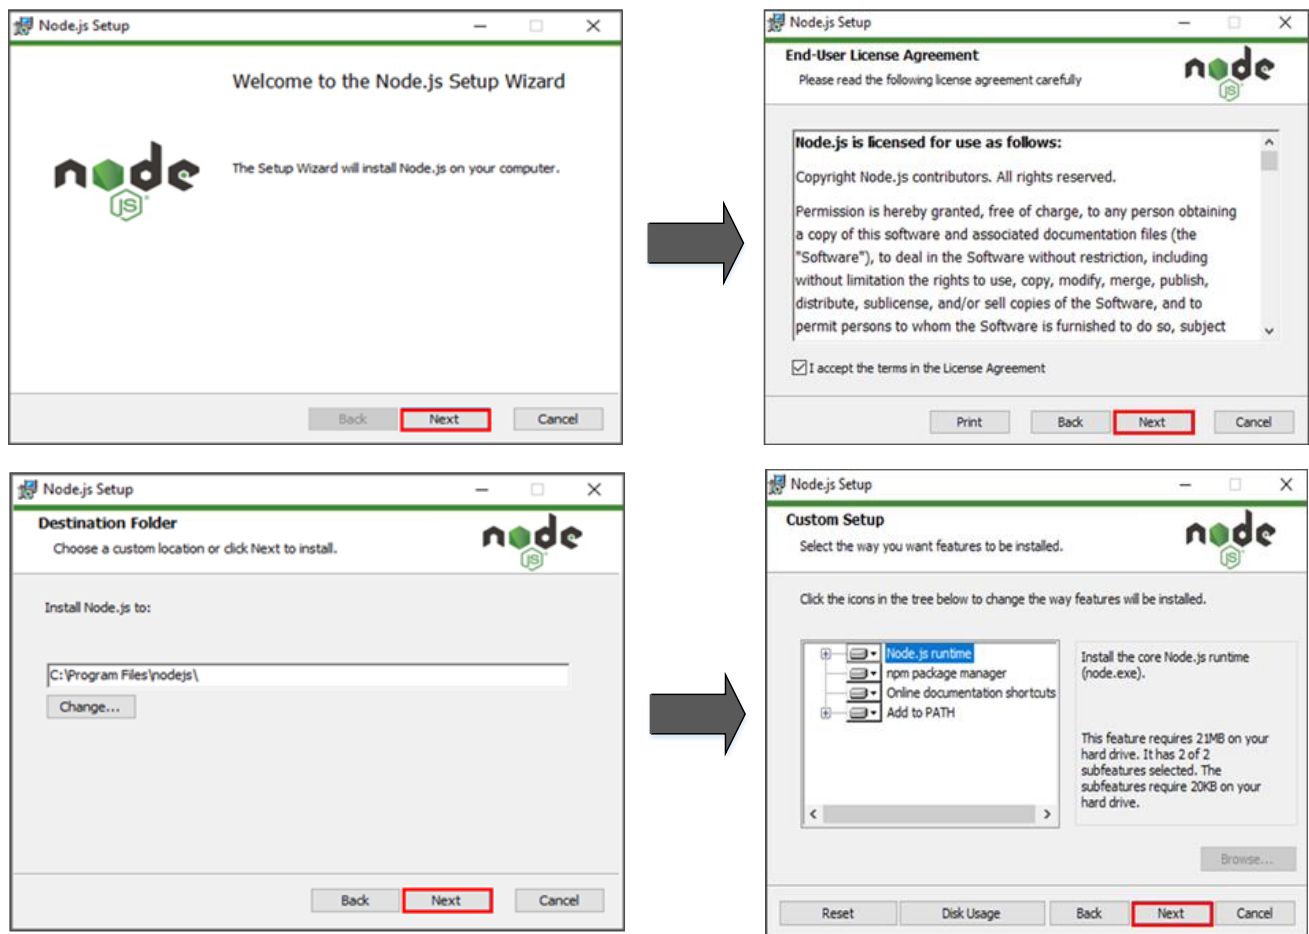 Node.js Setup
Welcome to the Node.js Setup Wizard
node
JS
The Setup Wizard will install Node.js on your computer.
Back Next Cancel
Node.js Setup
End-User License Agreement
Please read the following license agreement carefully
node
JS
Node.js is licensed for use as follows:
Copyright Node.js contributors. All rights reserved.
Permission is hereby granted, free of charge, to any person obtaining
a copy of this software and associated documentation files (the
"Software"), to deal in the Software without restriction, including
without limitation the rights to use, copy, modify, merge, publish,
distribute, sublicense, and/or sell copies of the Software, and to
permit persons to whom the Software is furnished to do so, subject
I accept the terms in the License Agreement
Print Back Next Cancel
Node.js Setup
Destination Folder
Choose a custom location or click Next to install.
node
JS
Install Node.js to:
C:\Program Files\nodejs\
Change...
Back Next Cancel
Node.js Setup
Custom Setup
Select the way you want features to be installed.
node
JS
Click the icons in the tree below to change the way features will be installed.
Node.js runtime
npm package manager
Online documentation shortcuts
Add to PATH
Install the core Node.js runtime
(node.exe).
This feature requires 21MB on your
hard drive. It has 2 of 2
subfeatures selected. The
subfeatures require 20KB on your
hard drive.
Browse...
Reset Disk Usage Back Next Cancel